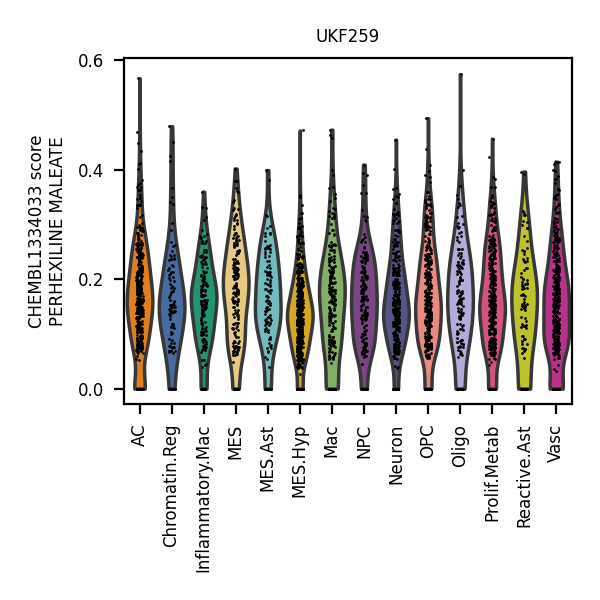 UKF259
CHEMBL1334033 score
PERHEXILINE MALEATE
0.6
0.4
0.2
0.0
AC
Chromatin.Reg
Inflammatory.Mac
MES
MES.Ast
MES.Hyp
Mac
NPC
Neuron
OPC
Oligo
Prolif.Metab
Reactive.Ast
Vasc